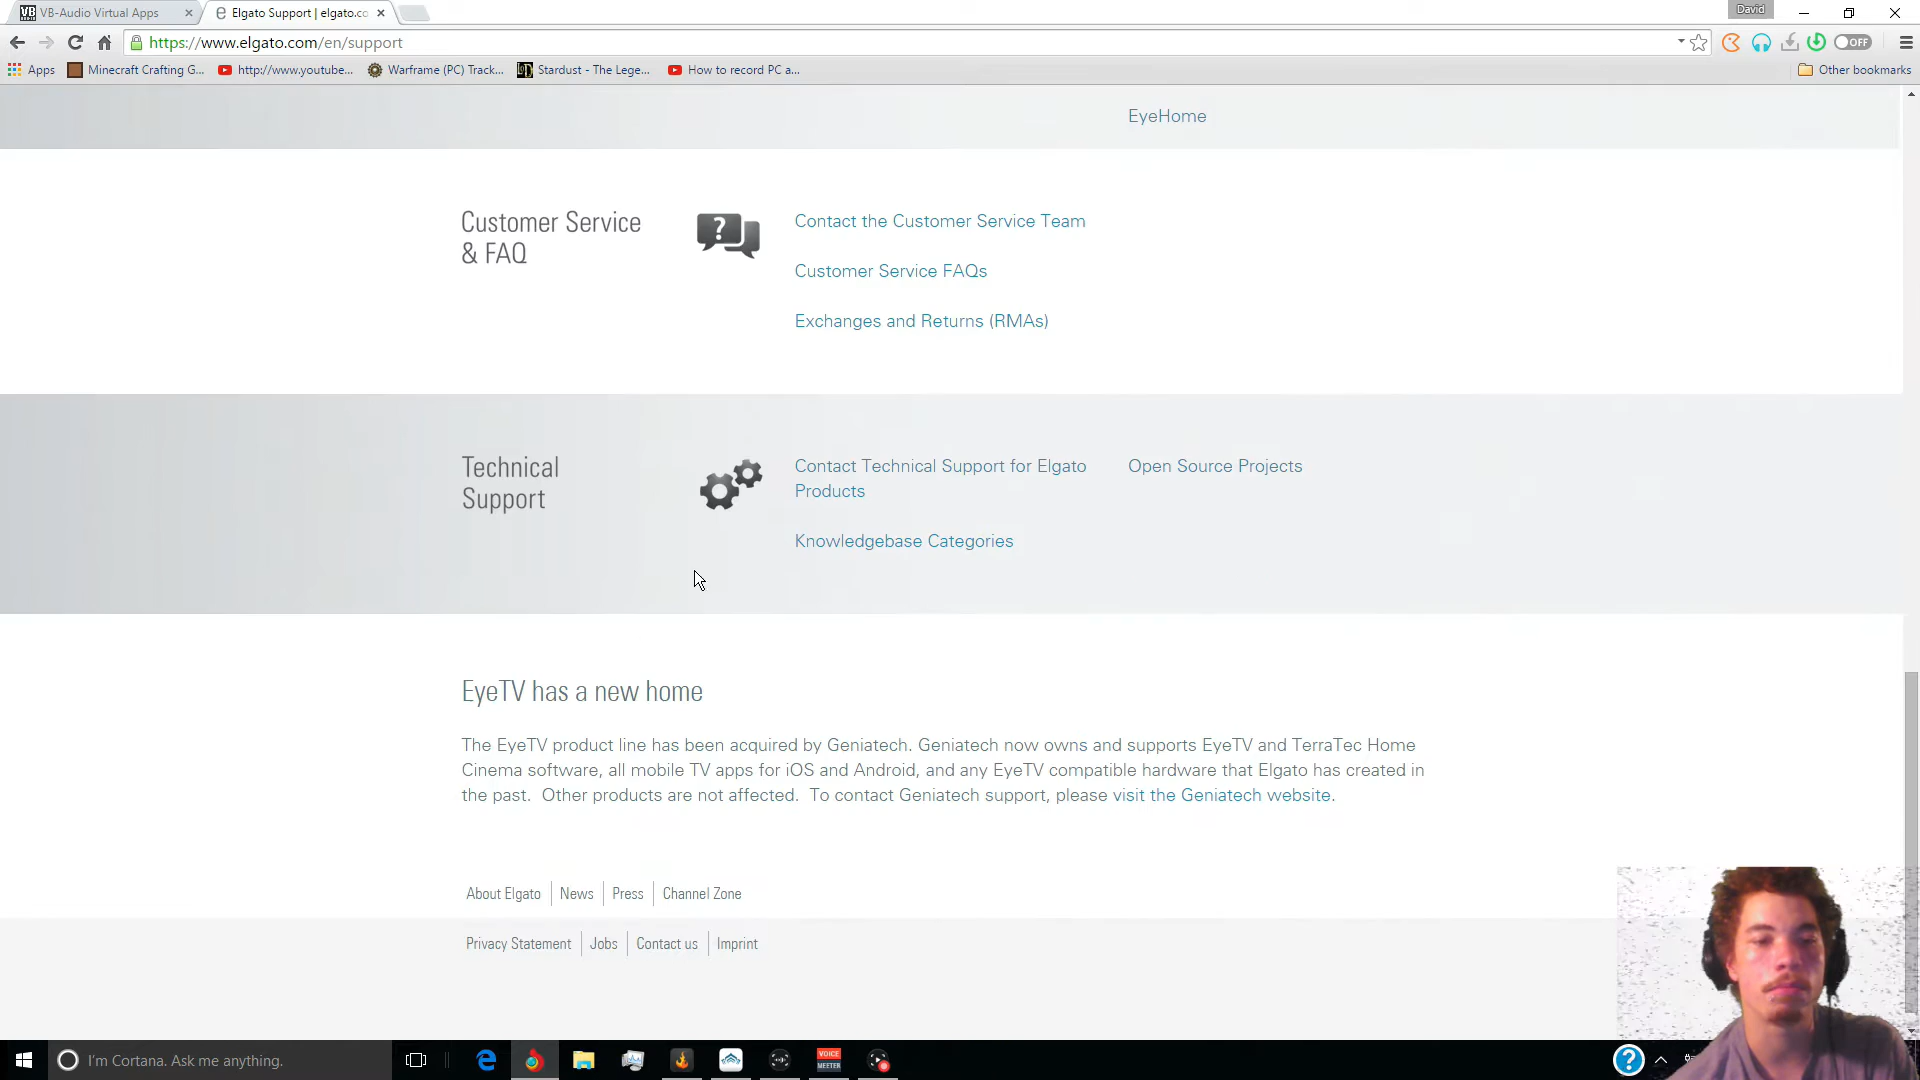 VB-Audio Virtual Apps
Elgato Support | elgato.co
David
https://www.elgato.com/en/support
OFF
Apps
Minecraft Crafting G...
http://www.youtube...
Warframe (PC) Track...
Stardust - The Lege...
How to record PC a...
Other bookmarks
EyeHome
Customer Service
& FAQ
Contact the Customer Service Team
Customer Service FAQs
Exchanges and Returns (RMAs)
Technical
Support
Contact Technical Support for Elgato
Products
Open Source Projects
Knowledgebase Categories
EyeTV has a new home
The EyeTV product line has been acquired by Geniatech. Geniatech now owns and supports EyeTV and TerraTec Home
Cinema software, all mobile TV apps for iOS and Android, and any EyeTV compatible hardware that Elgato has created in
the past. Other products are not affected. To contact Geniatech support, please visit the Geniatech website.
About Elgato
News
Press
Channel Zone
Privacy Statement
Jobs
Contact us
Imprint
I'm Cortana. Ask me anything.
VOICE
MEETER